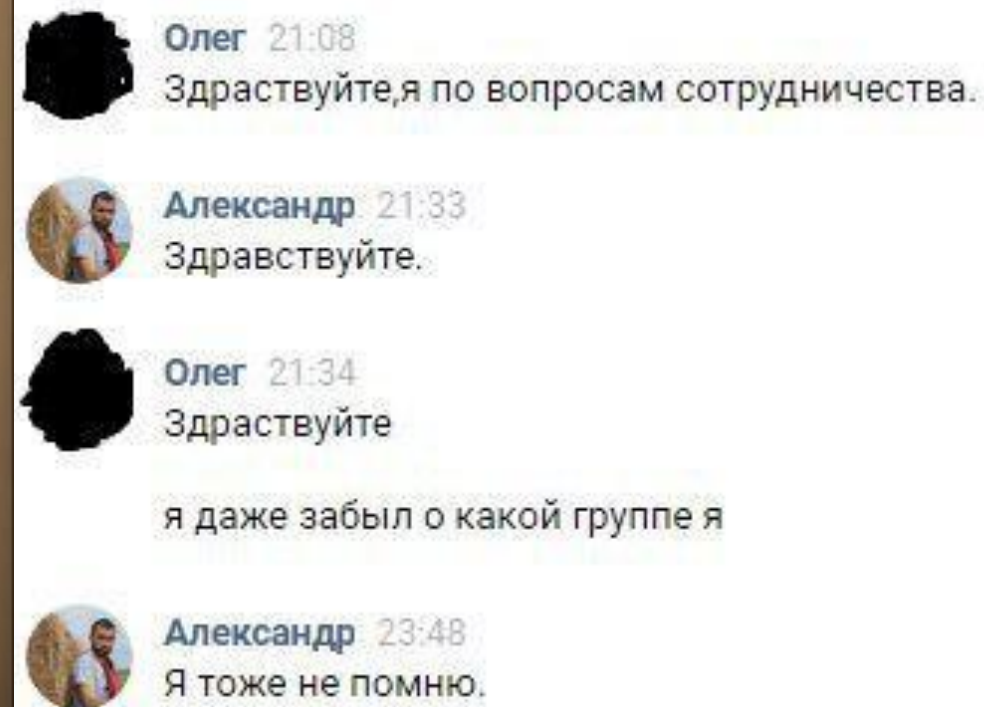 Олег 21:08
Здраствуйте,я по вопросам сотрудничества.
Александр 21:33
Здравствуйте.
Олег 21:34
Здраствуйте
я даже забыл о какой группе я
Александр 23:48
Я тоже не помню.